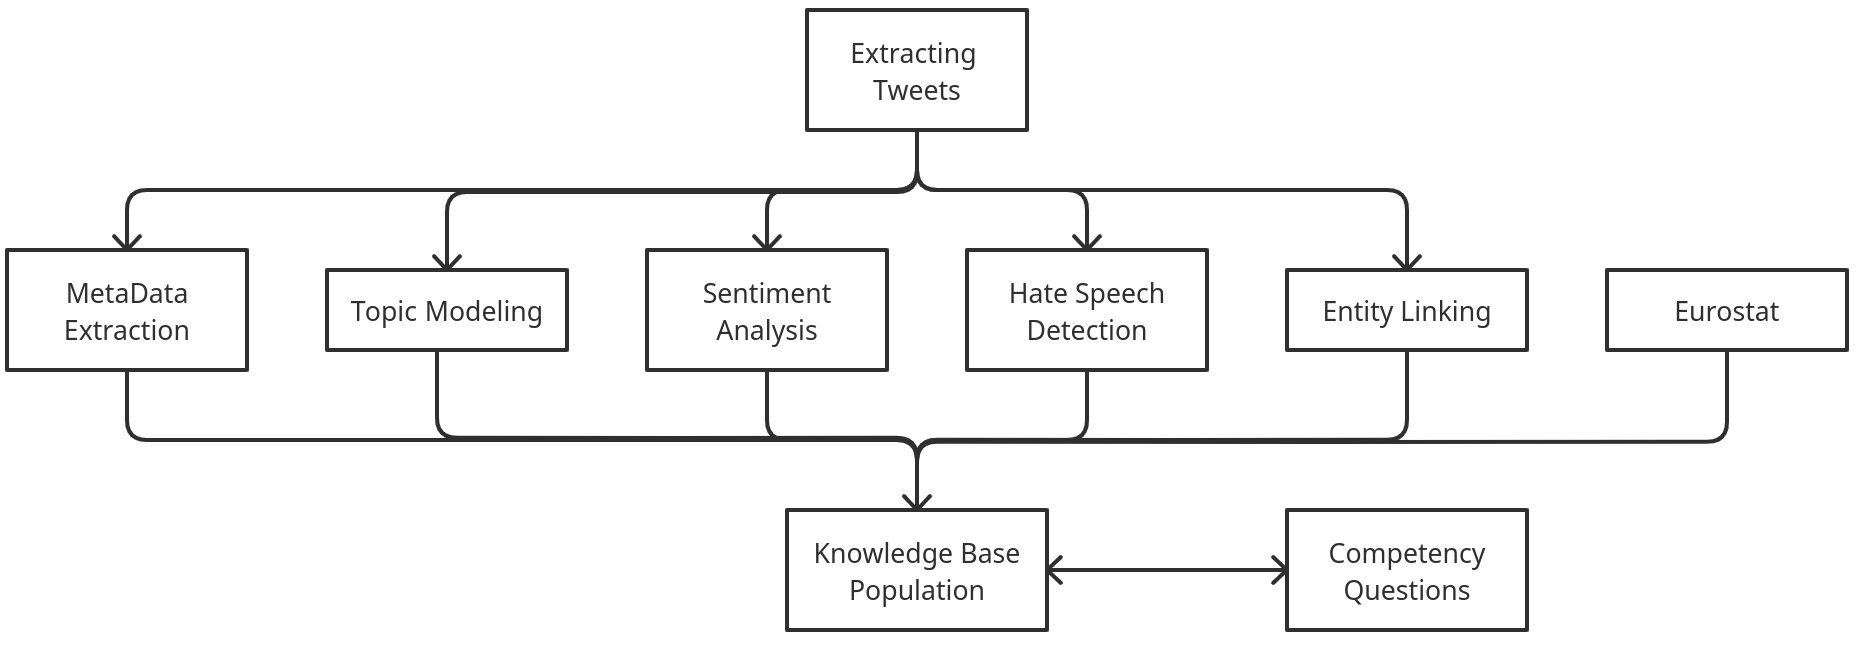 Extracting
Tweets
MetaData
Extraction
Topic Modeling
Sentiment
Analysis
Hate Speech
Detection
Entity Linking
Eurostat
Knowledge Base
Population
Competency
Questions